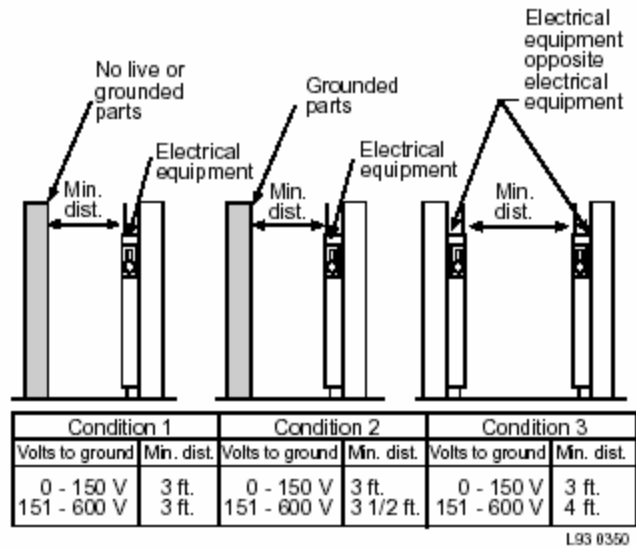 No live or
grounded
parts
Electrical
equipment
Min.
dist.
Grounded
parts
Electrical
equipment
Min.
dist.
Electrical
equipment
opposite
electrical
equipment
Min.
dist.
Condition 1 Condition 2 Condition 3
Volts to ground Min. dist. Volts to ground Min. dist. Volts to ground Min. dist.
0 - 150 V 3 ft. 0 - 150 V 3 ft. 0 - 150 V 3 ft.
151 - 600 V 3 ft. 151 - 600 V 3 1/2 ft. 151 - 600 V 4 ft.
L93 0350